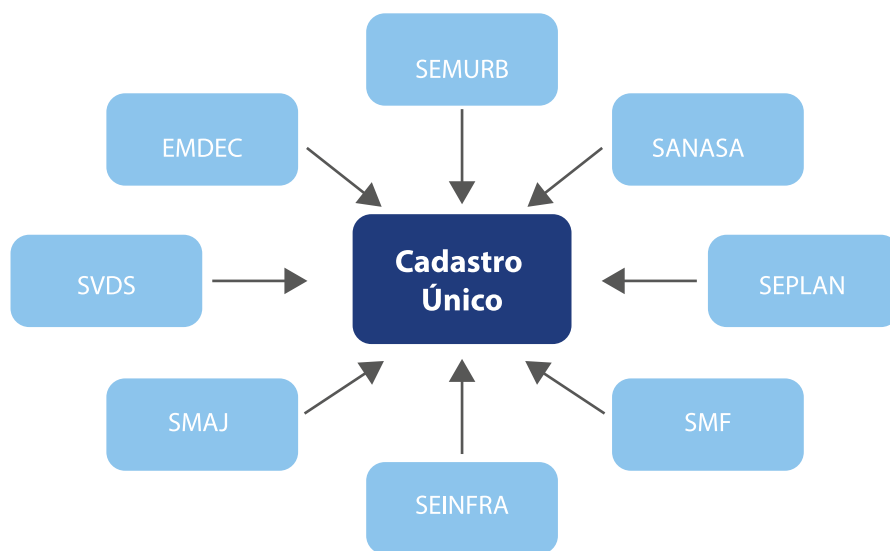 SEMURB
EMDEC
SANASA
Cadastro
Único
SVDS
SEPLAN
SMAJ
SMF
SEINFRA